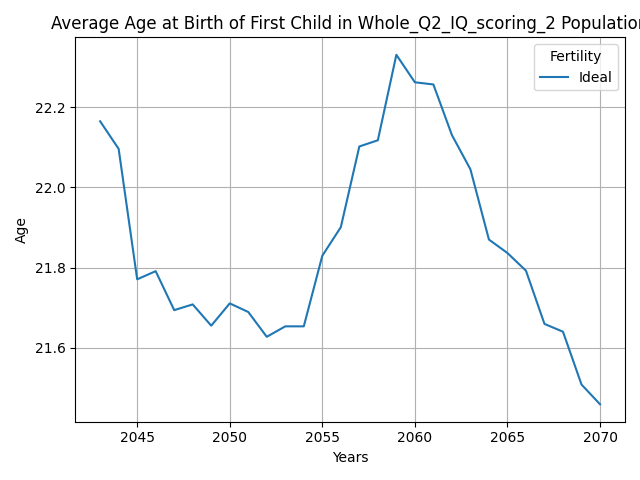 Average Age at Birth of First Child in Whole_Q2_IQ_scoring_2 Population
Fertility
Ideal
22.2
22.0
21.8
21.6
Age
2045 2050 2055 2060 2065 2070
Years